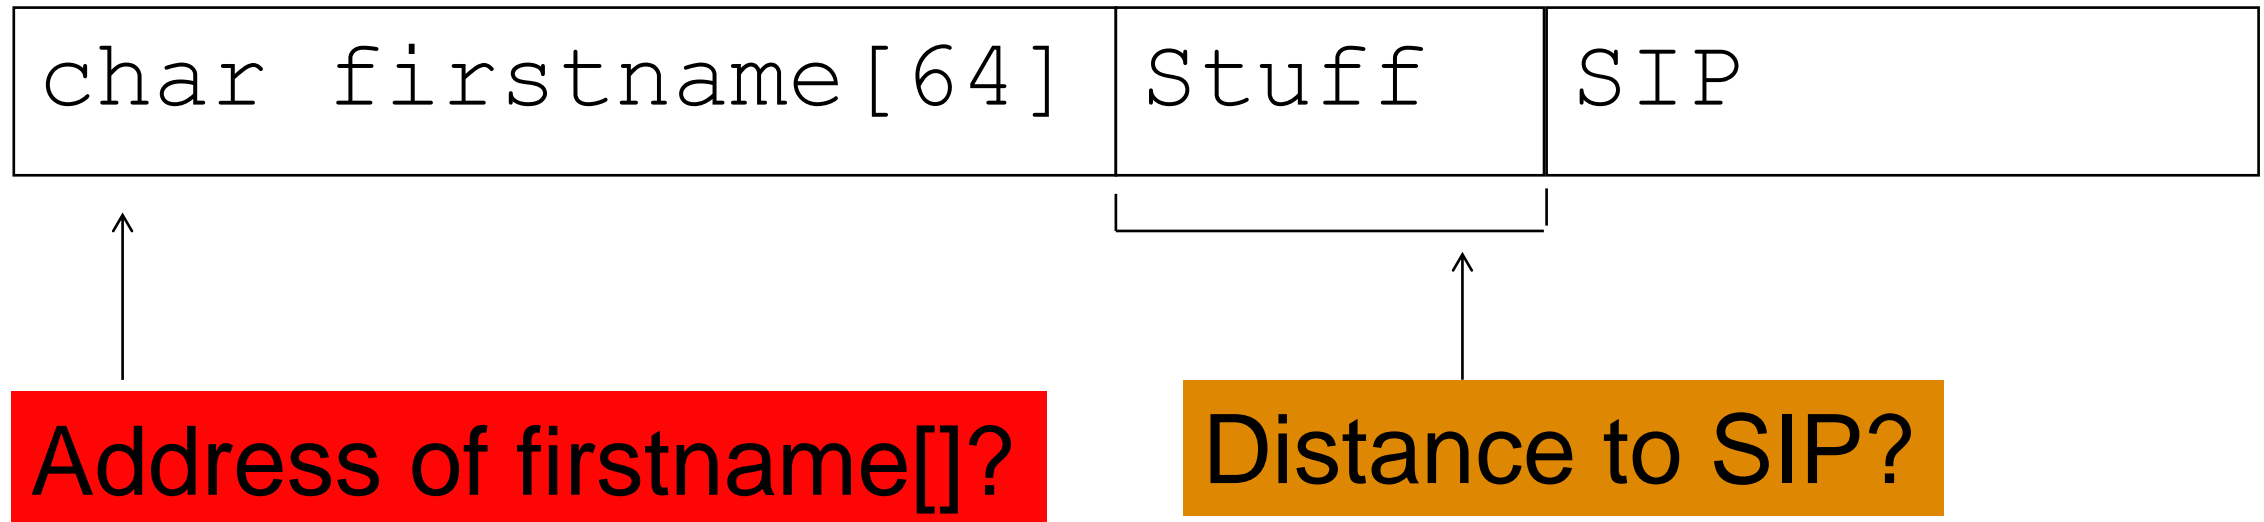 char firstname[64] Stuff SIP
Address of firstname[]? Distance to SIP?